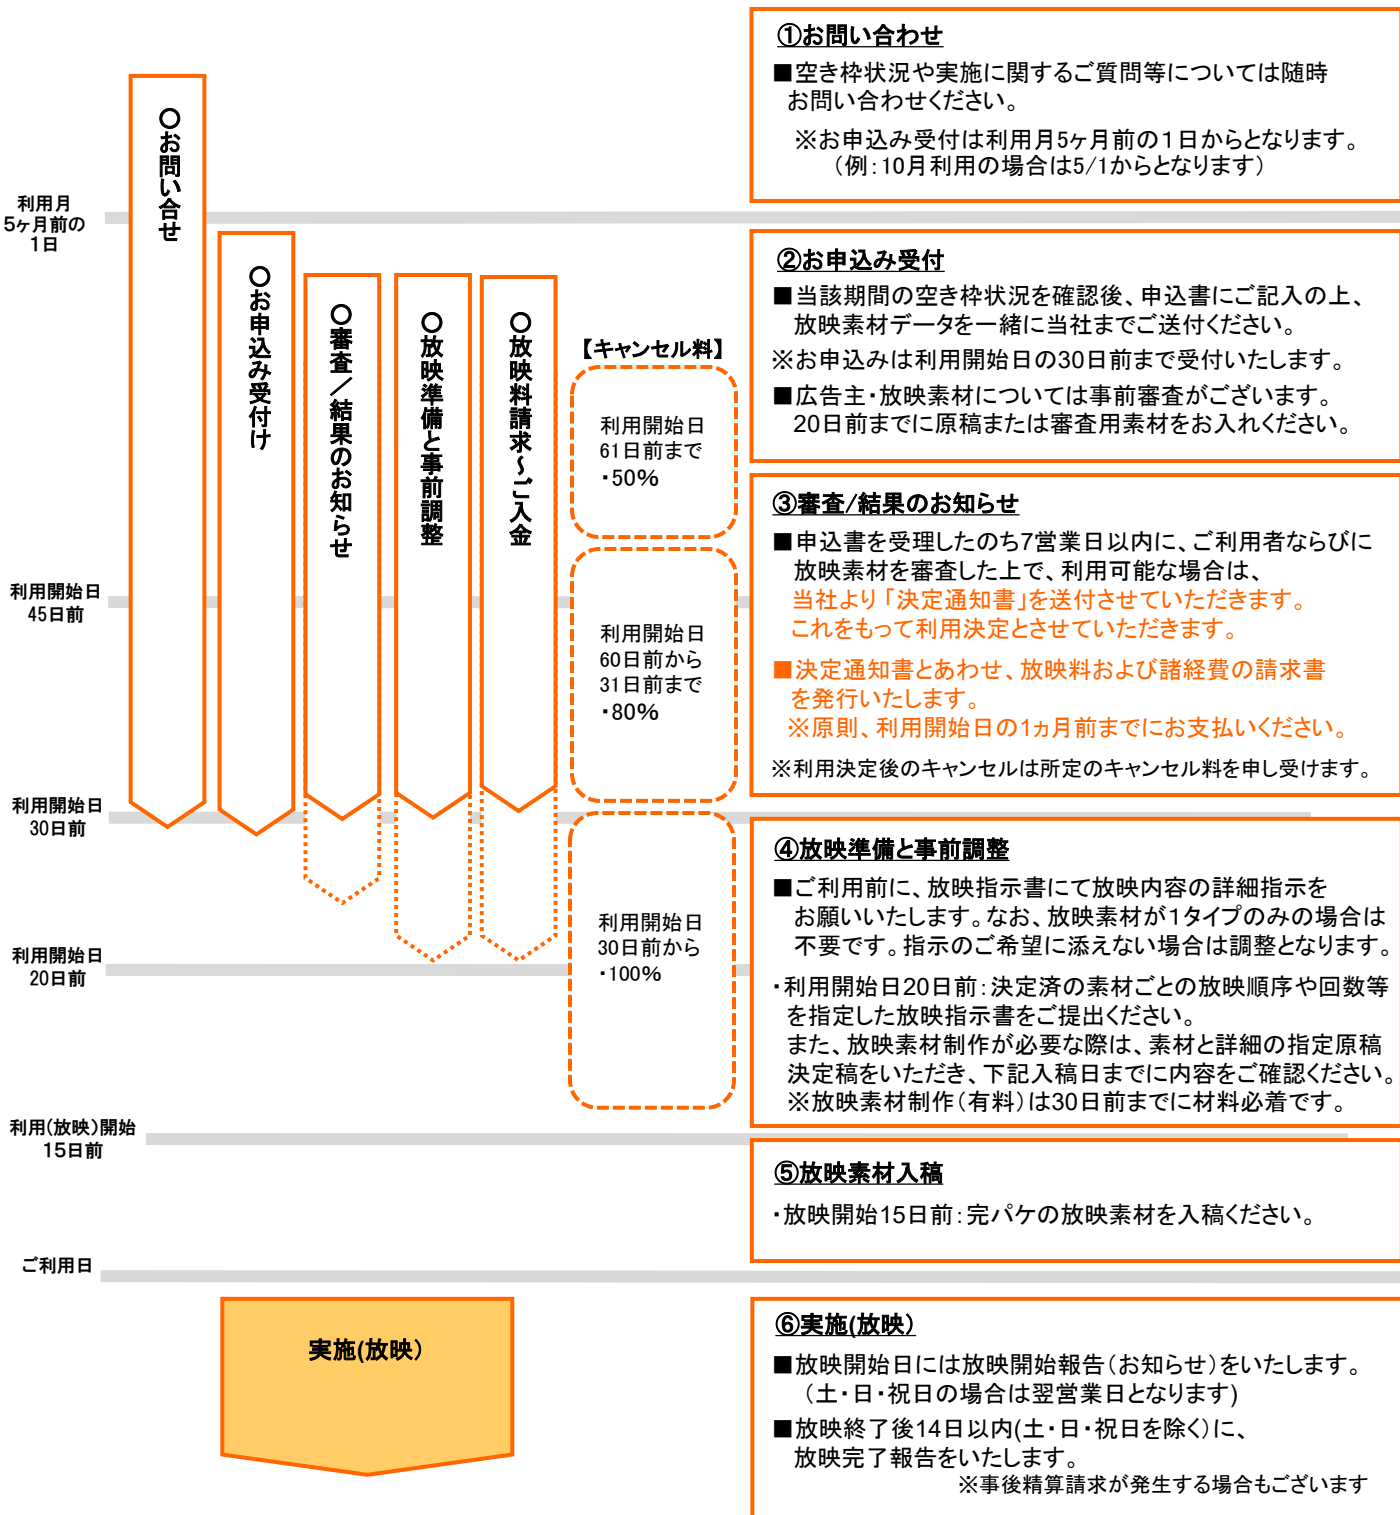 ①お問い合わせ
■空き枠状況や実施に関するご質問等については随時
お問い合わせください。
※お申込み受付は利用月5ヶ月前の1日からとなります。
（例：10月利用の場合は5/1からとなります）
利用月
5ヶ月前の
1日
〇お問い合せ
〇お申込み受付け
〇審査／結果のお知らせ
〇放映準備と事前調整
〇放映料請求～ご入金
【キャンセル料】
利用開始日
61日前まで
・50%
利用開始日
60日前から
31日前まで
・80%
利用開始日
30日前から
・100%
②お申込み受付
■当該期間の空き枠状況を確認後、申込書にご記入の上、
放映素材データを一緒に当社までご送付ください。
※お申込みは利用開始日の30日前まで受付いたします。
■広告主・放映素材については事前審査がございます。
20日前までに原稿または審査用素材をお入れください。
③審査/結果のお知らせ
■申込書を受理したのち7営業日以内に、ご利用者ならびに
放映素材を審査した上で、利用可能な場合は、
当社より「決定通知書」を送付させていただきます。
これをもって利用決定とさせていただきます。
■決定通知書とあわせ、放映料および諸経費の請求書
を発行いたします。
※原則、利用開始日の1ヵ月前までにお支払いください。
※利用決定後のキャンセルは所定のキャンセル料を申し受けます。
利用開始日
45日前
利用開始日
30日前
④放映準備と事前調整
■ご利用前に、放映指示書にて放映内容の詳細指示を
お願いいたします。なお、放映素材が1タイプのみの場合は
不要です。指示のご希望に添えない場合は調整となります。
・利用開始日20日前：決定済の素材ごとの放映順序や回数等
を指定した放映指示書をご提出ください。
また、放映素材制作が必要な際は、素材と詳細の指定原稿
決定稿をいただき、下記入稿日までに内容をご確認ください。
※放映素材制作（有料）は30日前までに材料必着です。
利用開始日
20日前
利用(放映)開始
15日前
⑤放映素材入稿
・放映開始15日前：完パケの放映素材を入稿ください。
ご利用日
実施(放映）
⑥実施(放映）
■放映開始日には放映開始報告（お知らせ）をいたします。
（土・日・祝日の場合は翌営業日となります)
■放映終了後14日以内(土・日・祝日を除く）に、
放映完了報告をいたします。
※事後精算請求が発生する場合もございます